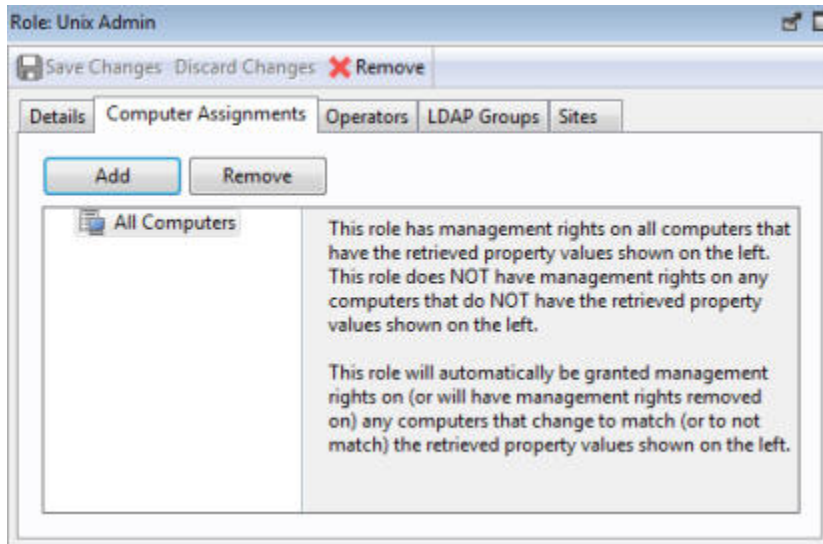 Role: Unix Admin
Save Changes Discard Changes Remove
Details Computer Assignments Operators LDAP Groups Sites
Add Remove
All Computers
This role has management rights on all computers that
have the retrieved property values shown on the left.
This role does NOT have management rights on any
computers that do NOT have the retrieved property
values shown on the left.
This role will automatically be granted management
rights on (or will have management rights removed
on) any computers that change to match (or to not
match) the retrieved property values shown on the left.